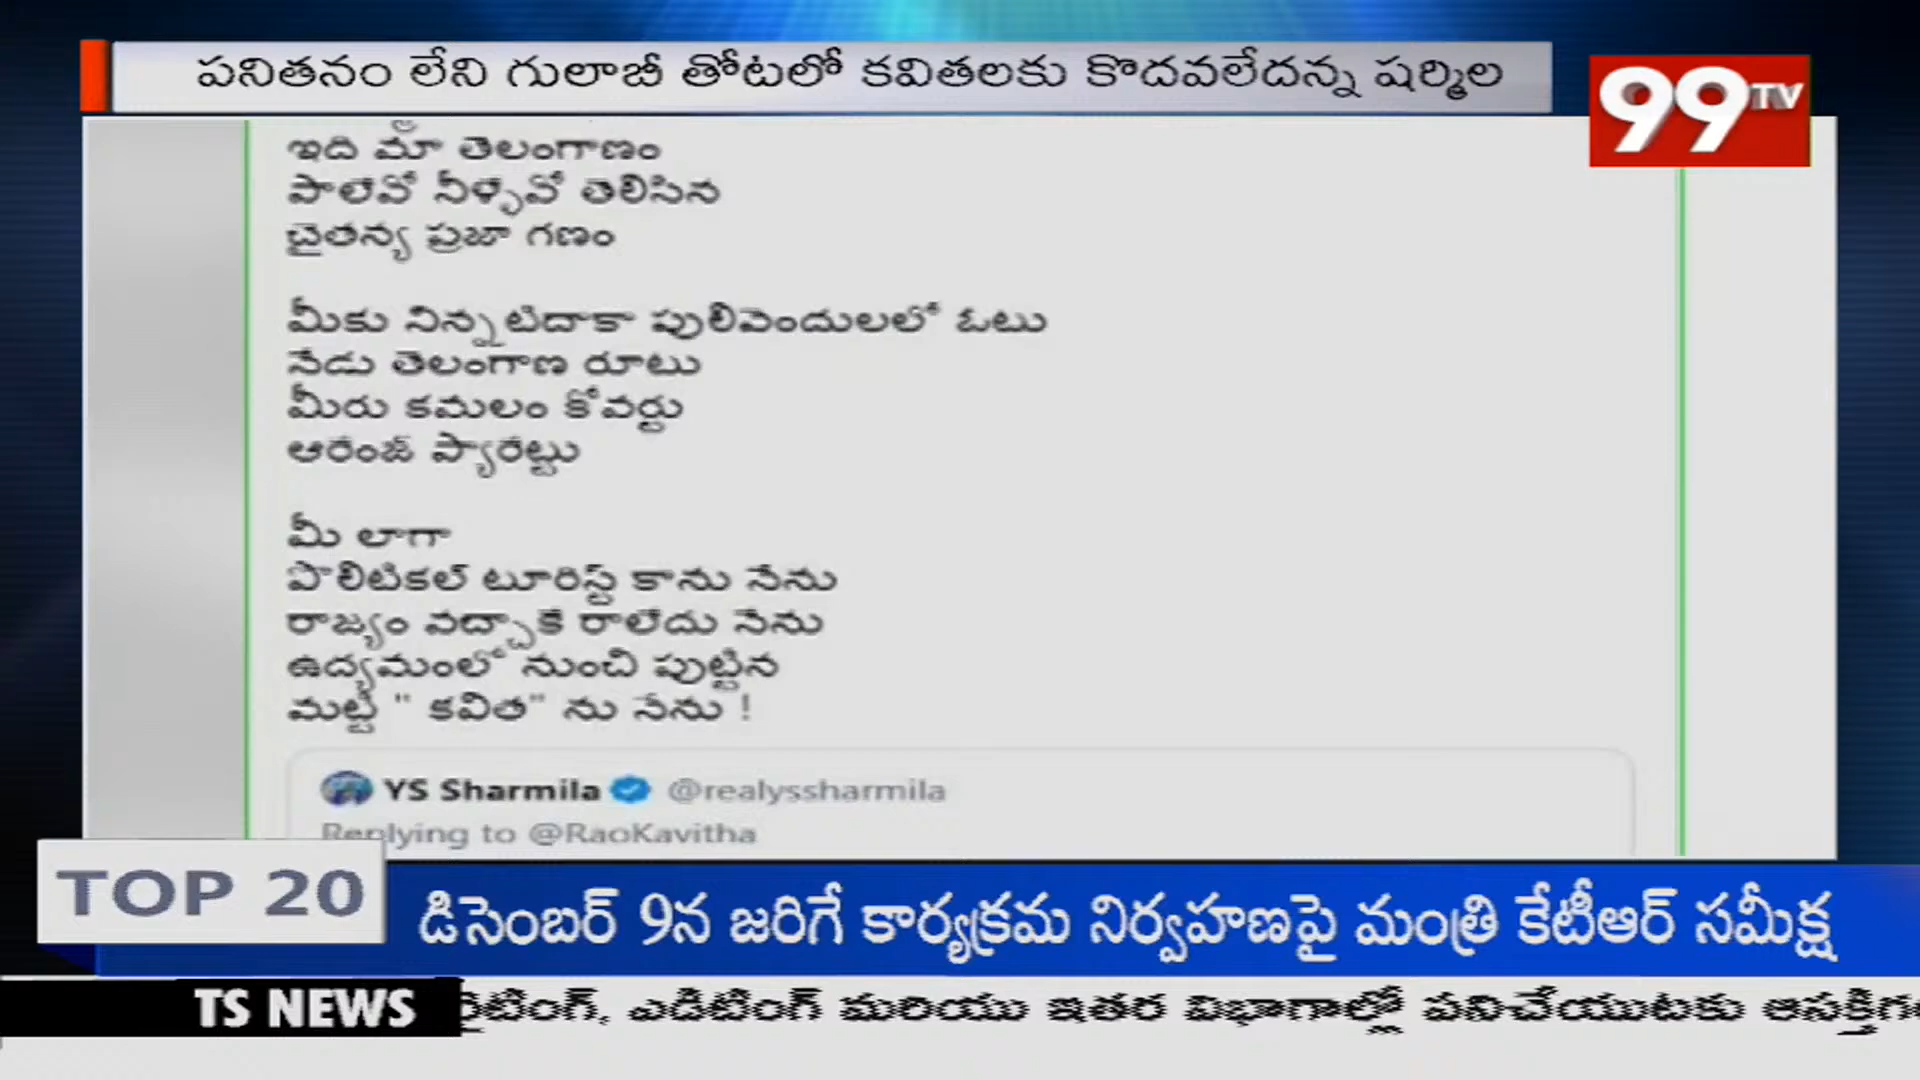 పనితనం లేని గులాబీ తోటలో కవితలకు కొదవలేదన్న షర్మిల
99TV
ఇది మా తెలంగాణం
పాలేవో నీళ్ళేవో తెలిసిన
చైతన్య ప్రజా గణం
మీకు నిన్నటిదాకా పులివెందులలో ఓటు
నేడు తెలంగాణ రూటు
మీరు కమలం కోవర్టు
ఆరేంజ్ ప్యారేట్టు
మీ లాగా
పొలిటికల్ టూరిస్ట్ కాను నేను
రాజ్యం వచ్చాకే రాలేదు నేను
ఉద్యమంలో నుంచి పుట్టిన
మట్టి " కవిత" ను నేను !
YS Sharmila @realyssharmila
Replying to @RaoKavitha
TOP 20
డిసెంబర్ 9న జరిగే కార్యక్రమ నిర్వహణపై మంత్రి కేటీఆర్ సమీక్ష
TS NEWS
ఎడిటింగ్ మరియు ఇతర విభాగాల్లో పనిచేయుటకు